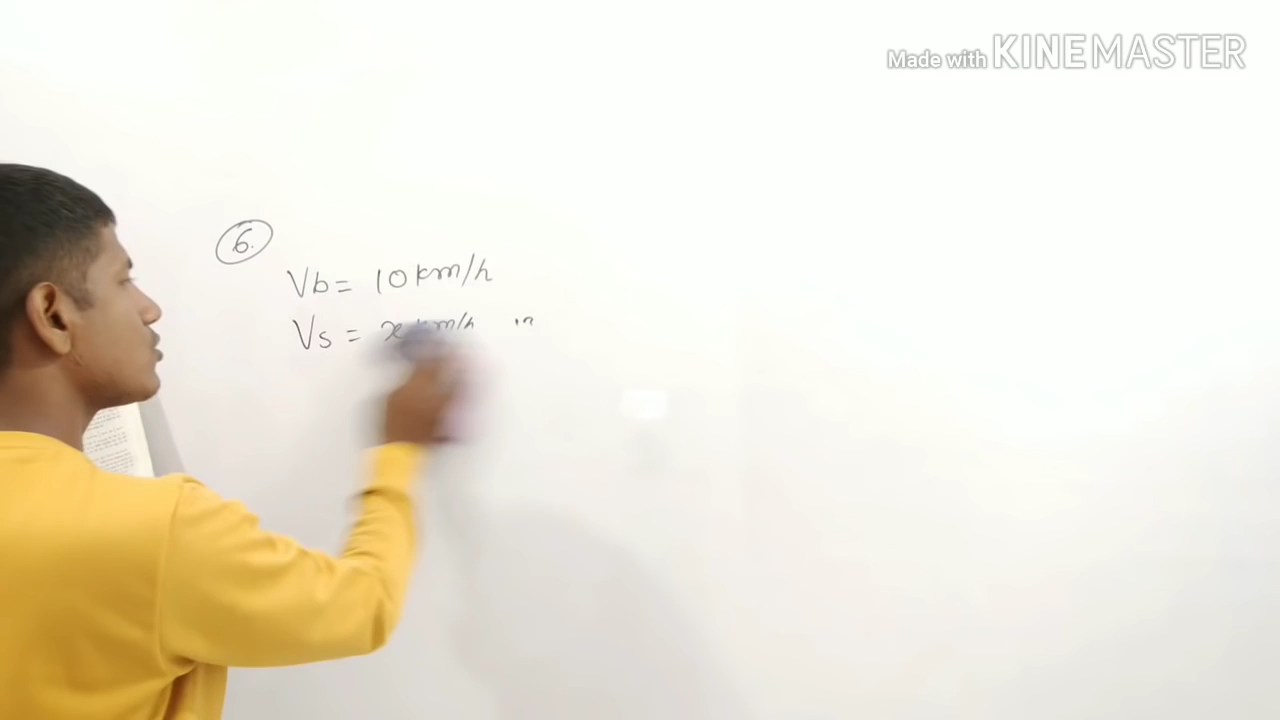 Made with KINEMASTER
6.
Vb = 10 km/h
Vs = x km/h